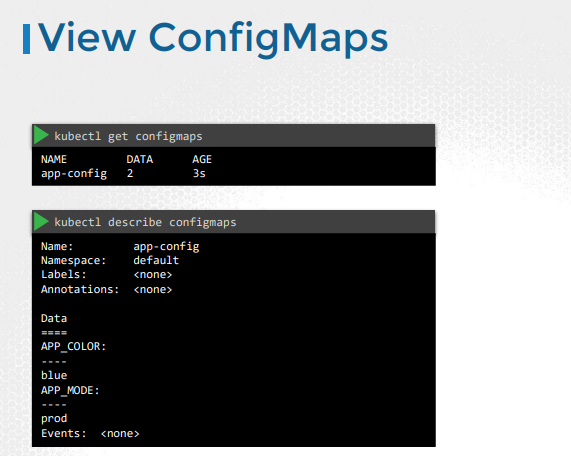 View ConfigMaps
kubectl get configmaps
NAME DATA AGE
app-config 2 3s
kubectl describe configmaps
Name: app-config
Namespace: default
Labels: <none>
Annotations: <none>
Data
====
APP_COLOR:
----
blue
APP_MODE:
----
prod
Events: <none>